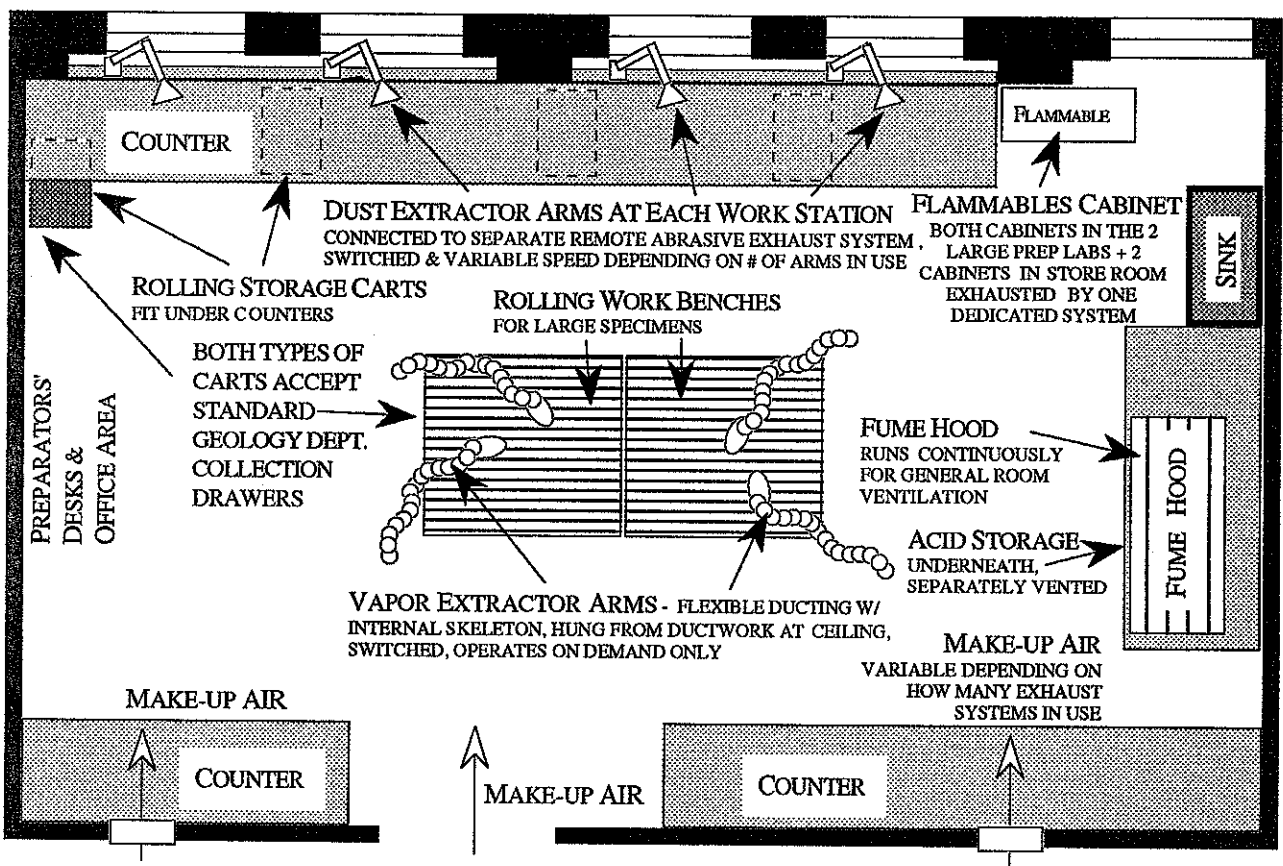 COUNTER
FLAMMABLE
DUST EXTRACTOR ARMS AT EACH WORK STATION
CONNECTED TO SEPARATE REMOTE ABRASIVE EXHAUST SYSTEM,
SWITCHED & VARIABLE SPEED DEPENDING ON # OF ARMS IN USE
FLAMMABLES CABINET
BOTH CABINETS IN THE 2
LARGE PREP LABS + 2
CABINETS IN STORE ROOM
EXHAUSTED BY ONE
DEDICATED SYSTEM
SINK
ROLLING STORAGE CARTS
FIT UNDER COUNTERS
ROLLING WORK BENCHES
FOR LARGE SPECIMENS
BOTH TYPES OF
CARTS ACCEPT
STANDARD
GEOLOGY DEPT.
COLLECTION
DRAWERS
PREPARATORS'
DESKS &
OFFICE AREA
FUME HOOD
RUNS CONTINUOUSLY
FOR GENERAL ROOM
VENTILATION
FUME HOOD
ACID STORAGE
UNDERNEATH,
SEPARATELY VENTED
VAPOR EXTRACTOR ARMS - FLEXIBLE DUCTING W/
INTERNAL SKELETON, HUNG FROM DUCTWORK AT CEILING,
SWITCHED, OPERATES ON DEMAND ONLY
MAKE-UP AIR
VARIABLE DEPENDING ON
HOW MANY EXHAUST
SYSTEMS IN USE
MAKE-UP AIR
COUNTER
MAKE-UP AIR
COUNTER